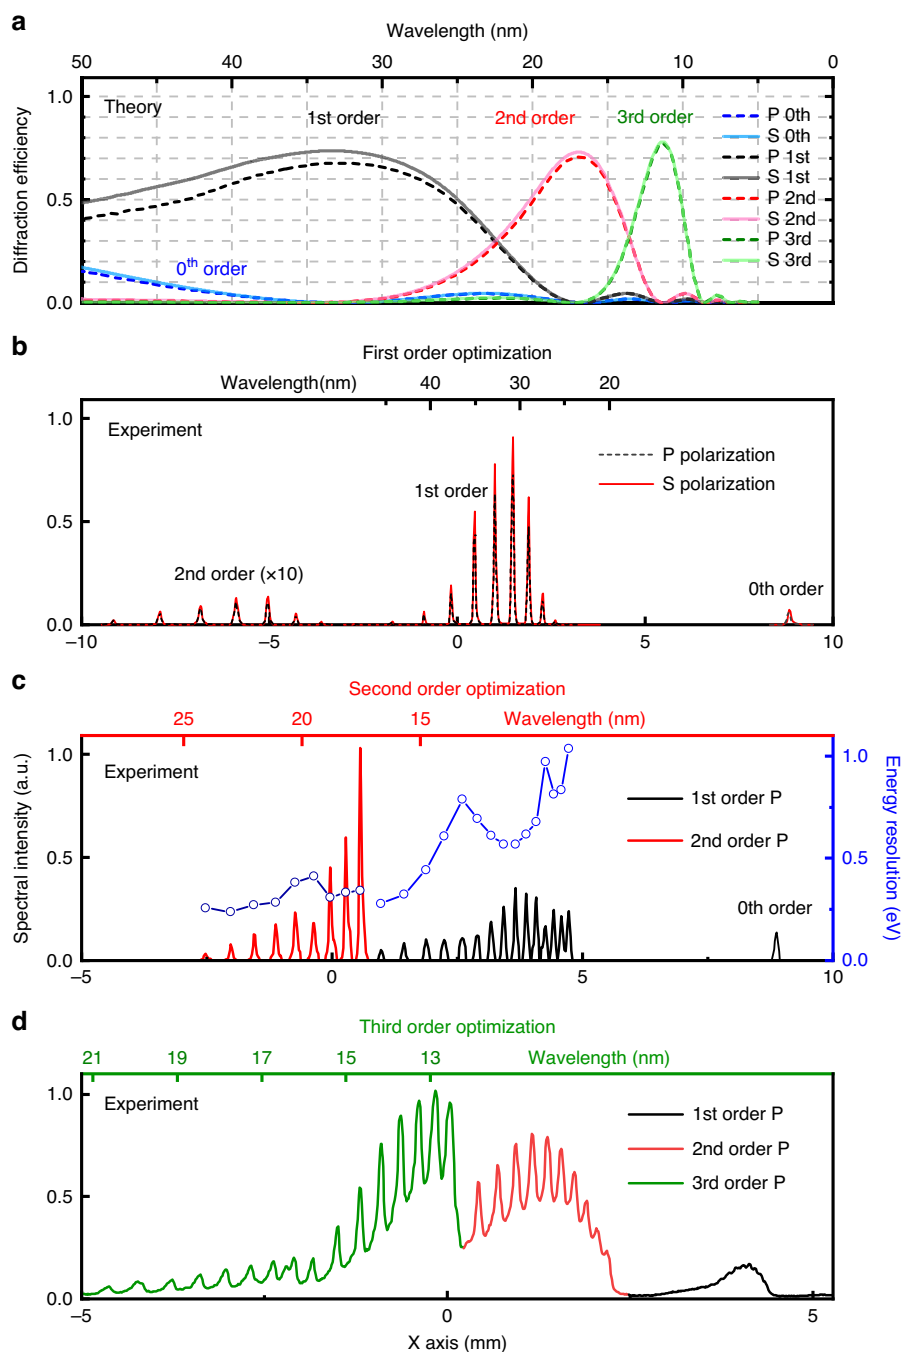 a
Wavelength (nm)
50 40 30 20 10 0
1.0
0.5
0.0
Diffraction efficiency
Theory
1st order
2nd order
3rd order
0th order
P 0th
S 0th
P 1st
S 1st
P 2nd
S 2nd
P 3rd
S 3rd
b
First order optimization
Wavelength(nm) 40 30 20
1.0
0.5
0.0
Experiment
P polarization
S polarization
1st order
2nd order (×10)
0th order
−10 −5 0 5 10
c
Second order optimization
25 20 15 Wavelength (nm)
1.0
0.5
0.0
Spectral intensity (a.u.)
Experiment
1st order P
2nd order P
0th order
1.0
0.5
0.0
Energy resolution (eV)
−5 0 5 10
d
Third order optimization
21 19 17 15 13 Wavelength (nm)
1.0
0.5
0.0
Experiment
1st order P
2nd order P
3rd order P
−5 0 5
X axis (mm)